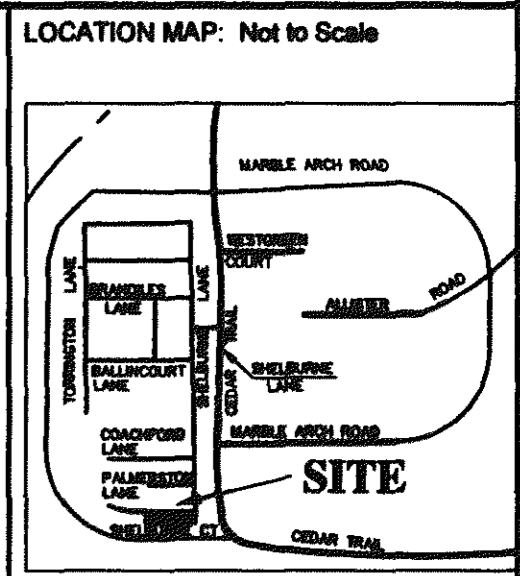 LOCATION MAP: Not to Scale
MARBLE ARCH ROAD
WESTGREEN
COURT
TORRINGTON LANE
BRANDLES
LANE
SHELBURNE LANE
CEDAR TRAIL
ALLISTER ROAD
BALLINCOURT
LANE
SHELBURNE
LANE
COACHFORD
LANE
MARBLE ARCH ROAD
PALMERSTON
LANE
SITE
CT
CEDAR TRAIL